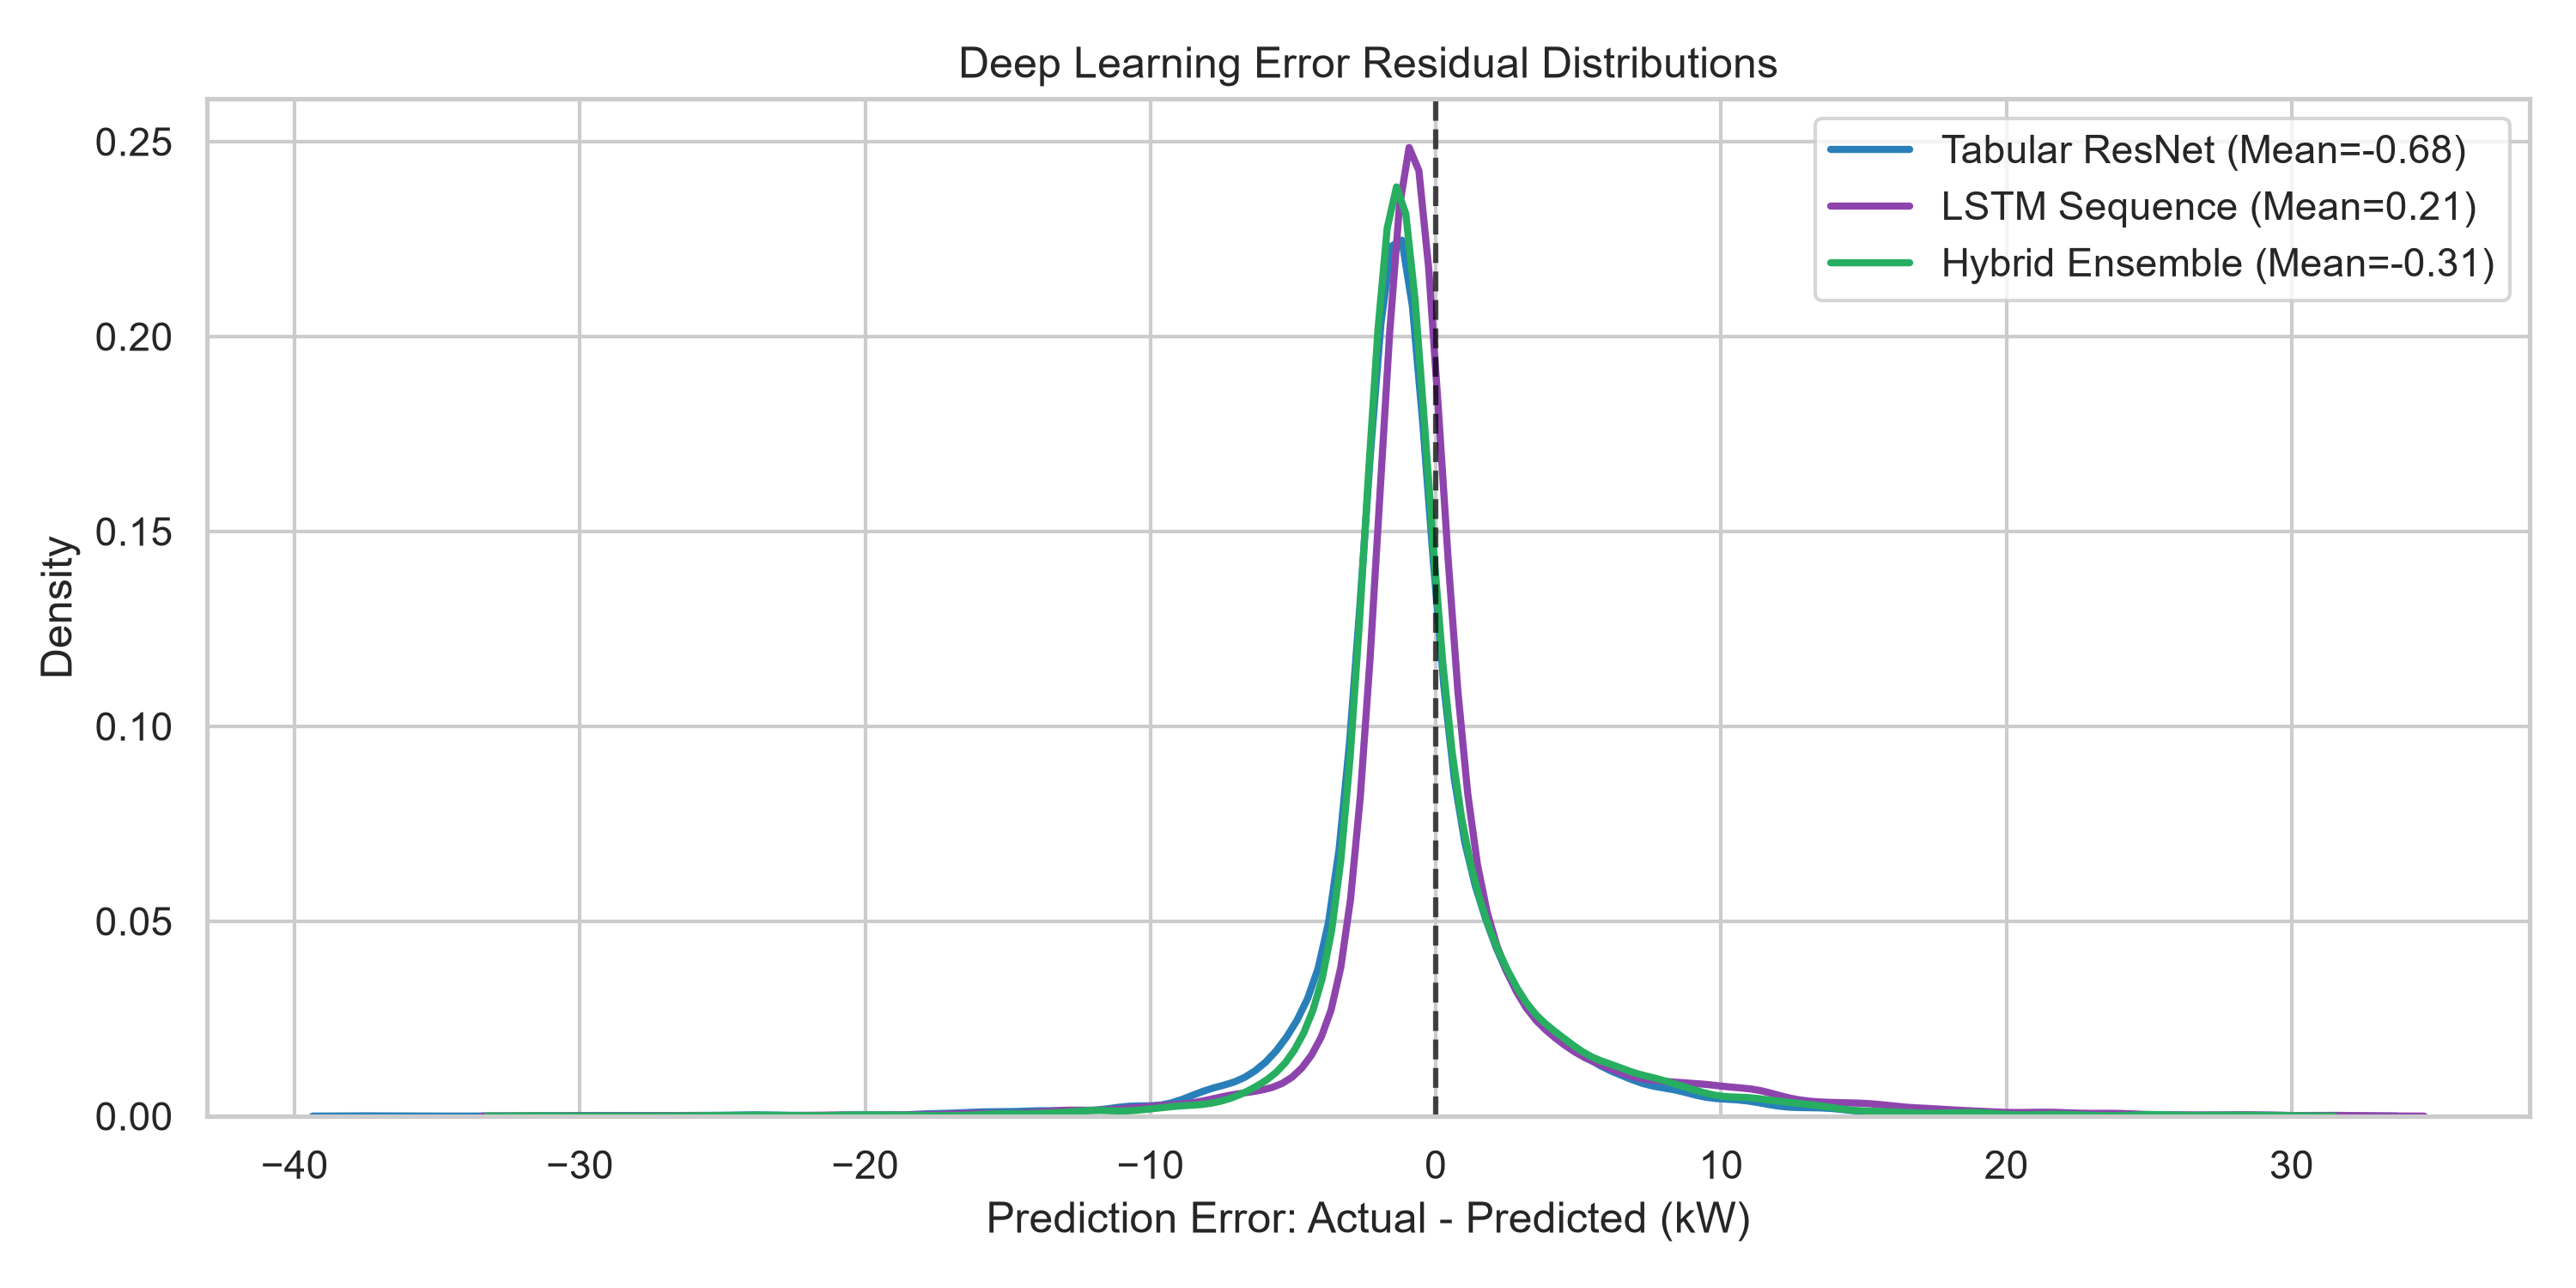 Deep Learning Error Residual Distributions
Tabular ResNet (Mean=-0.68)
LSTM Sequence (Mean=0.21)
Hybrid Ensemble (Mean=-0.31)
Density
0.25
0.20
0.15
0.10
0.05
0.00
−40 −30 −20 −10 0 10 20 30
Prediction Error: Actual - Predicted (kW)